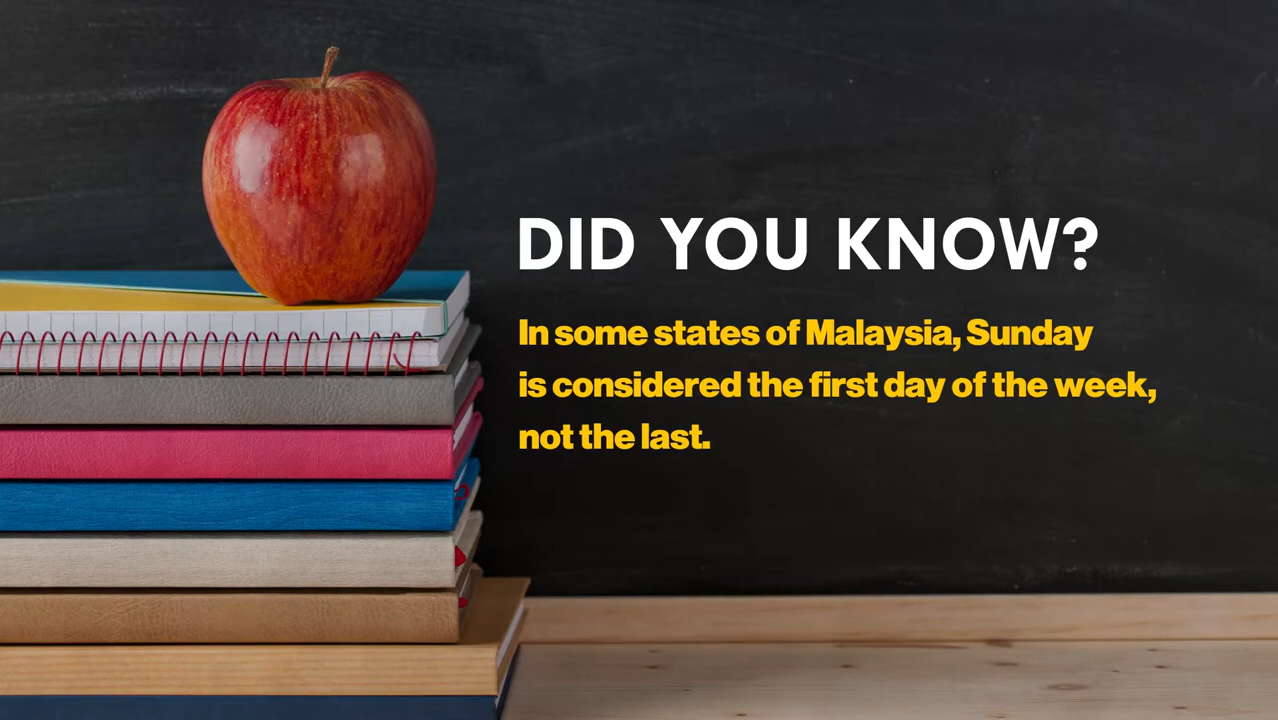 DID YOU KNOW?
In some states of Malaysia, Sunday
is considered the first day of the week,
not the last.